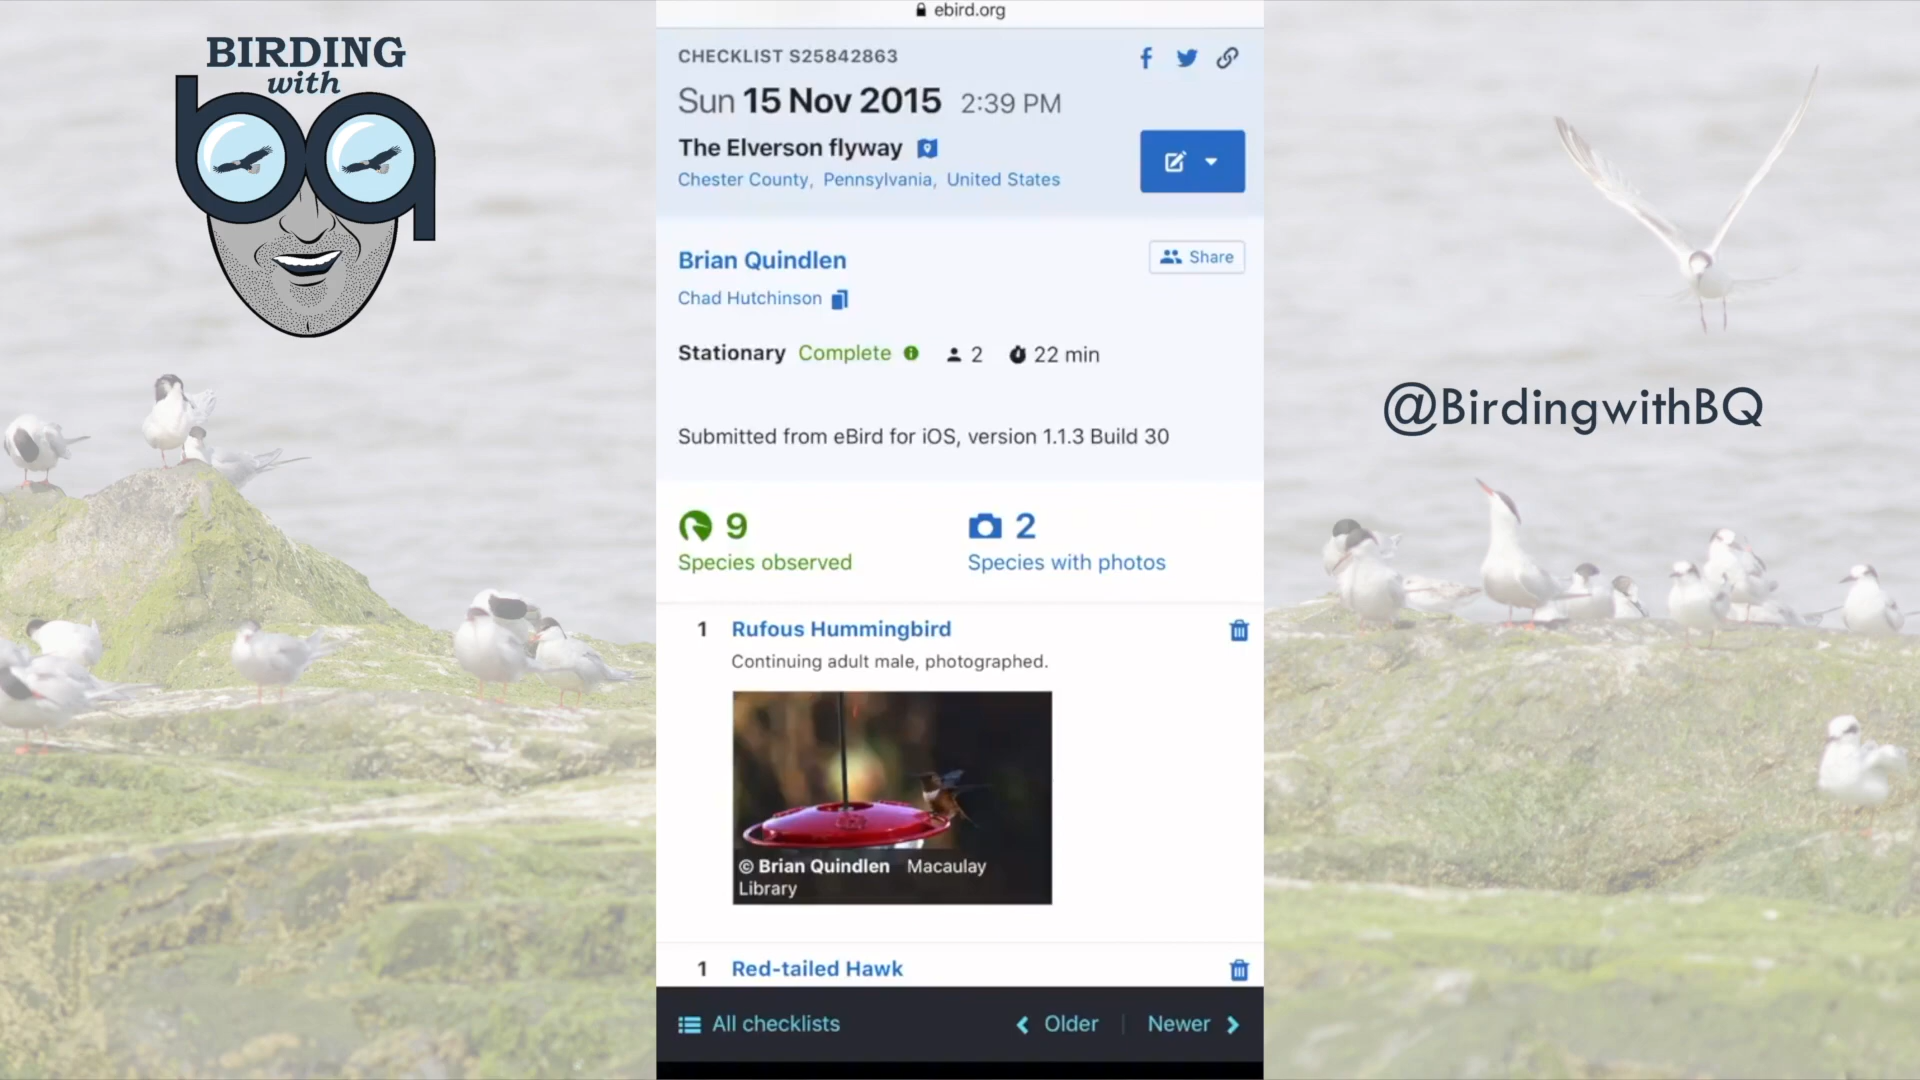 BIRDING
with
bq
ebird.org
CHECKLIST S25842863
Sun 15 Nov 2015 2:39 PM
The Elverson flyway
Chester County, Pennsylvania, United States
Brian Quindlen
Share
Chad Hutchinson
Stationary Complete 2 22 min
Submitted from eBird for iOS, version 1.1.3 Build 30
9
Species observed
2
Species with photos
1 Rufous Hummingbird
Continuing adult male, photographed.
© Brian Quindlen Macaulay
Library
1 Red-tailed Hawk
All checklists Older Newer
@BirdingwithBQ